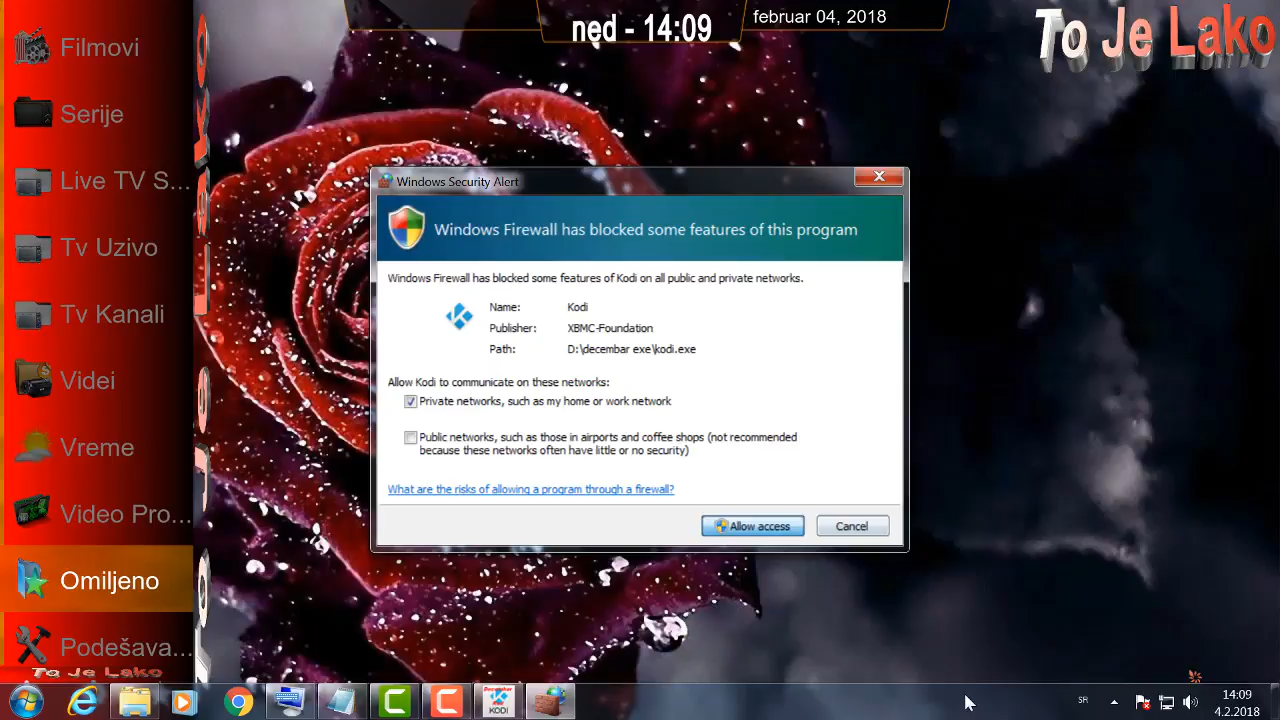 Filmovi
Serije
Live TV S...
Tv Uzivo
Tv Kanali
Videi
Vreme
Video Pro...
Omiljeno
Podešava...
To Je Lako
ned - 14:09
februar 04, 2018
To Je Lako
Windows Security Alert
Windows Firewall has blocked some features of this program
Windows Firewall has blocked some features of Kodi on all public and private networks.
Name: Kodi
Publisher: XBMC-Foundation
Path: D:\decembar exe\kodi.exe
Allow Kodi to communicate on these networks:
Private networks, such as my home or work network
Public networks, such as those in airports and coffee shops (not recommended
because these networks often have little or no security)
What are the risks of allowing a program through a firewall?
Allow access
Cancel
KODI
SR
14:09
4.2.2018